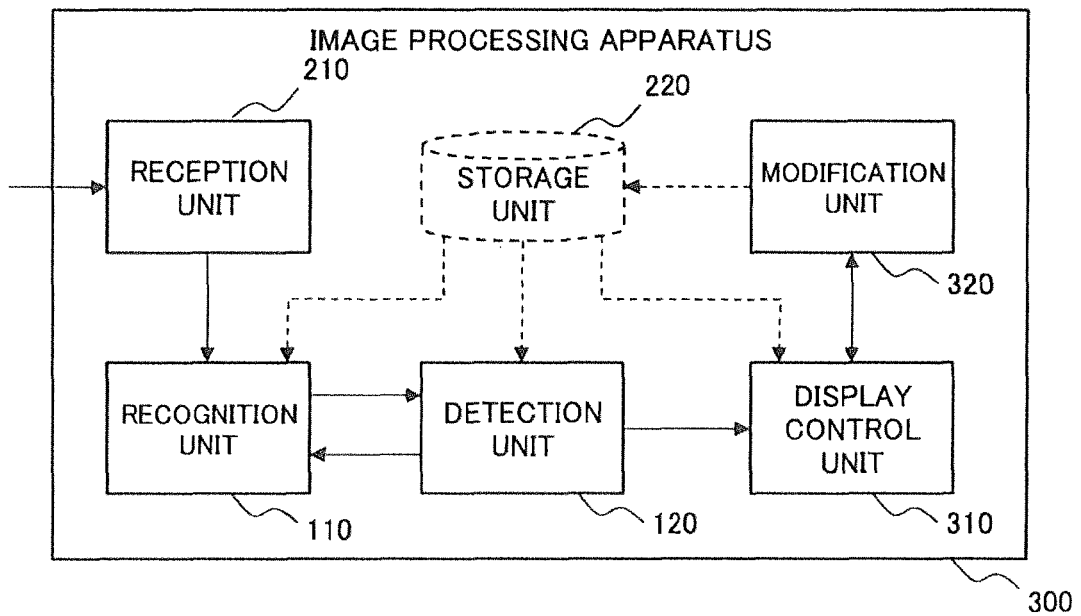 IMAGE PROCESSING APPARATUS
210
220
RECEPTION
UNIT
STORAGE
UNIT
MODIFICATION
UNIT
320
RECOGNITION
UNIT
DETECTION
UNIT
DISPLAY
CONTROL
UNIT
110
120
310
300